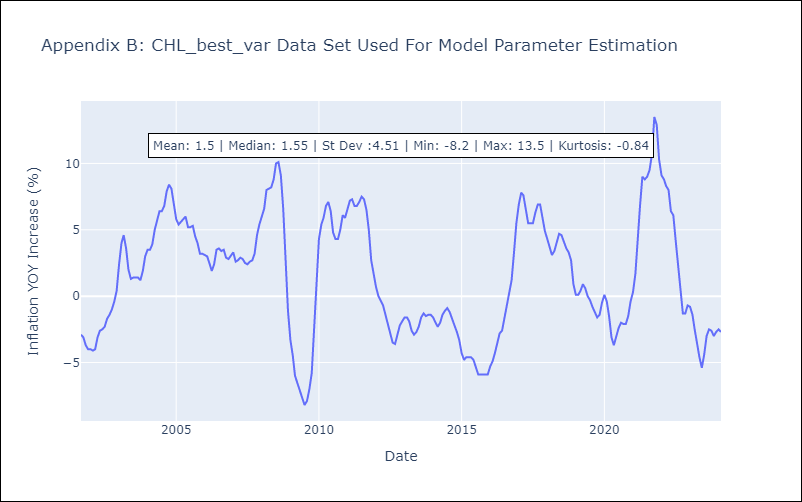 Appendix B: CHL_best_var Data Set Used For Model Parameter Estimation
Mean: 1.5 | Median: 1.55 | St Dev :4.51 | Min: -8.2 | Max: 13.5 | Kurtosis: -0.84
Inflation YOY Increase (%)
10
5
0
−5
2005
2010
2015
2020
Date